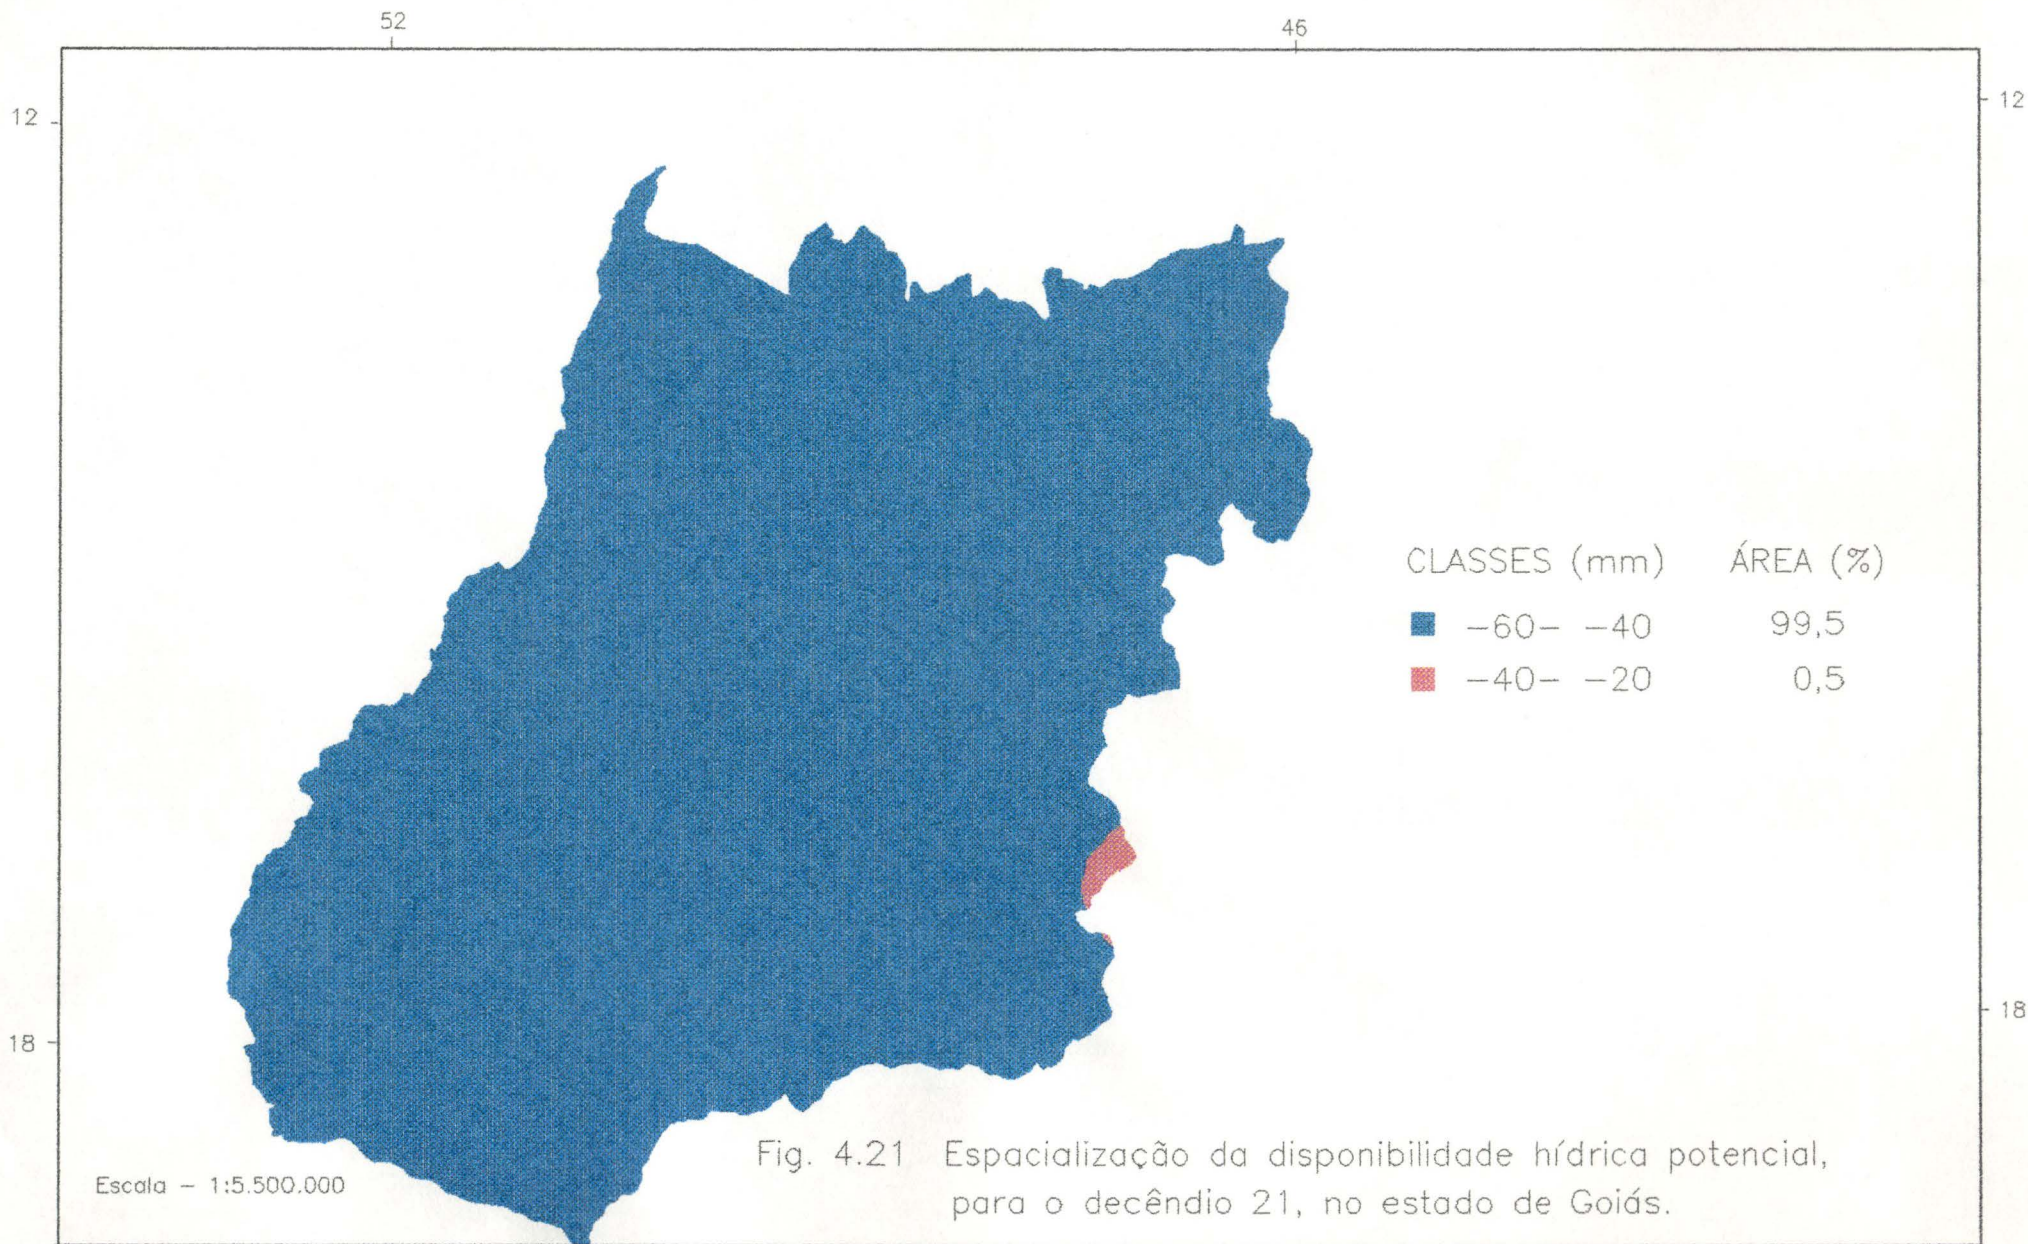 52 46
12 12
CLASSES (mm) ÁREA (%)
-60- -40 99,5
-40- -20 0,5
18 18
Fig. 4.21 Espacialização da disponibilidade hídrica potencial,
para o decêndio 21, no estado de Goiás.
Escala - 1:5.500.000